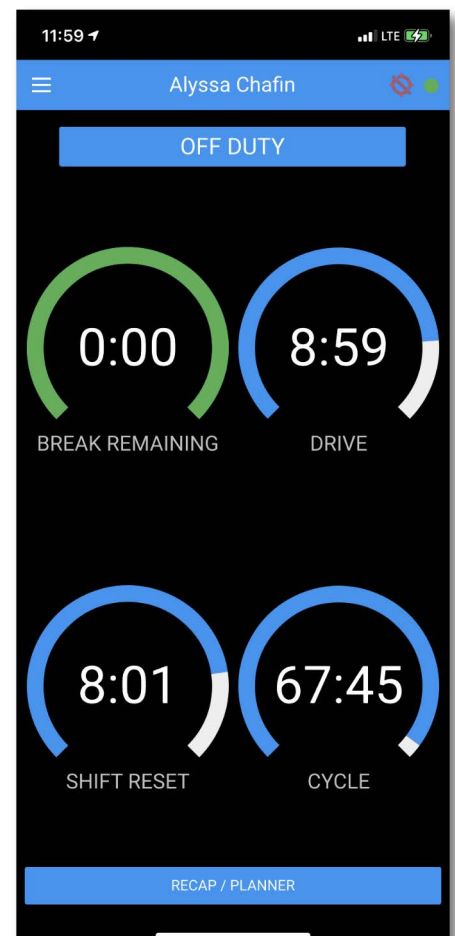 11:59
LTE
Alyssa Chafin
OFF DUTY
0:00
8:59
BREAK REMAINING
DRIVE
8:01
67:45
SHIFT RESET
CYCLE
RECAP / PLANNER